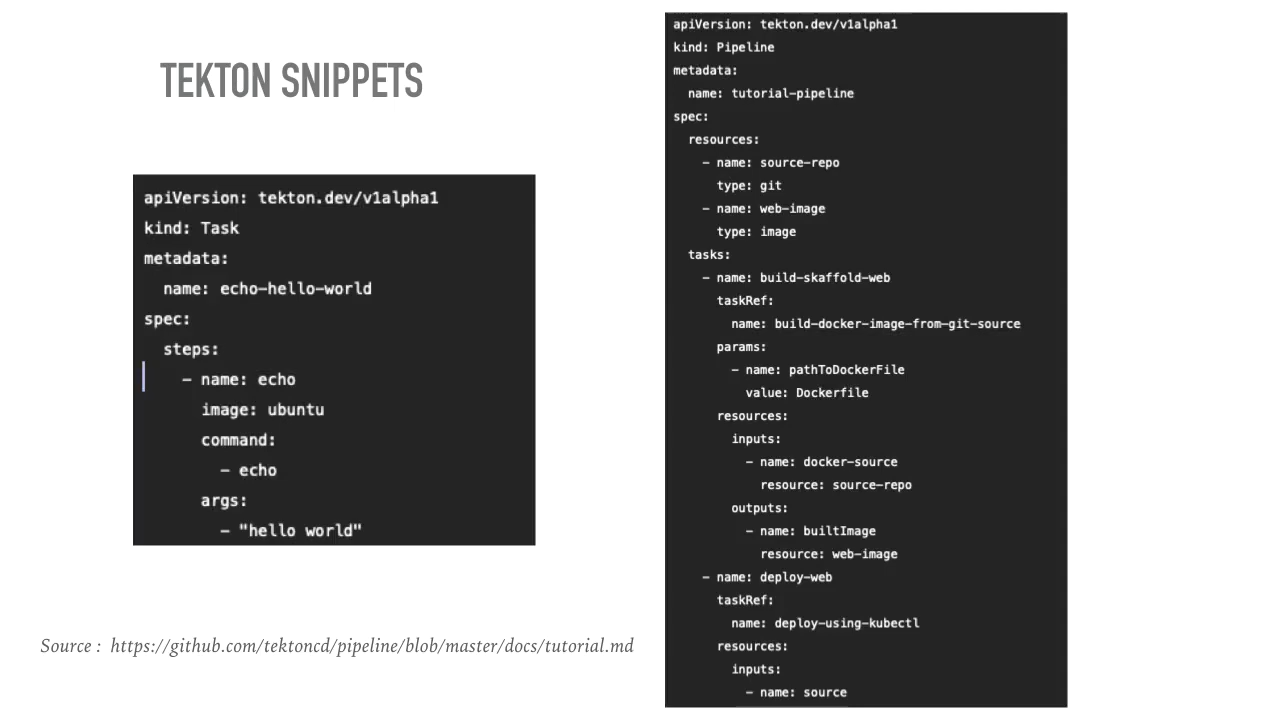 TEKTON SNIPPETS
apiVersion: tekton.dev/v1alpha1
kind: Task
metadata:
  name: echo-hello-world
spec:
  steps:
    - name: echo
      image: ubuntu
      command:
        - echo
      args:
        - "hello world"
Source : https://github.com/tektoncd/pipeline/blob/master/docs/tutorial.md
apiVersion: tekton.dev/v1alpha1
kind: Pipeline
metadata:
  name: tutorial-pipeline
spec:
  resources:
    - name: source-repo
      type: git
    - name: web-image
      type: image
  tasks:
    - name: build-skaffold-web
      taskRef:
        name: build-docker-image-from-git-source
      params:
        - name: pathToDockerFile
          value: Dockerfile
      resources:
        inputs:
          - name: docker-source
            resource: source-repo
        outputs:
          - name: builtImage
            resource: web-image
    - name: deploy-web
      taskRef:
        name: deploy-using-kubectl
      resources:
        inputs:
          - name: source